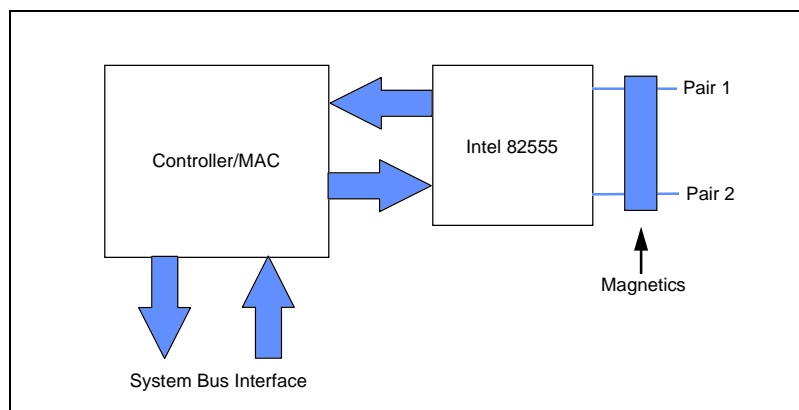 Pair 1
Controller/MAC
Intel 82555
Pair 2
Magnetics
System Bus Interface